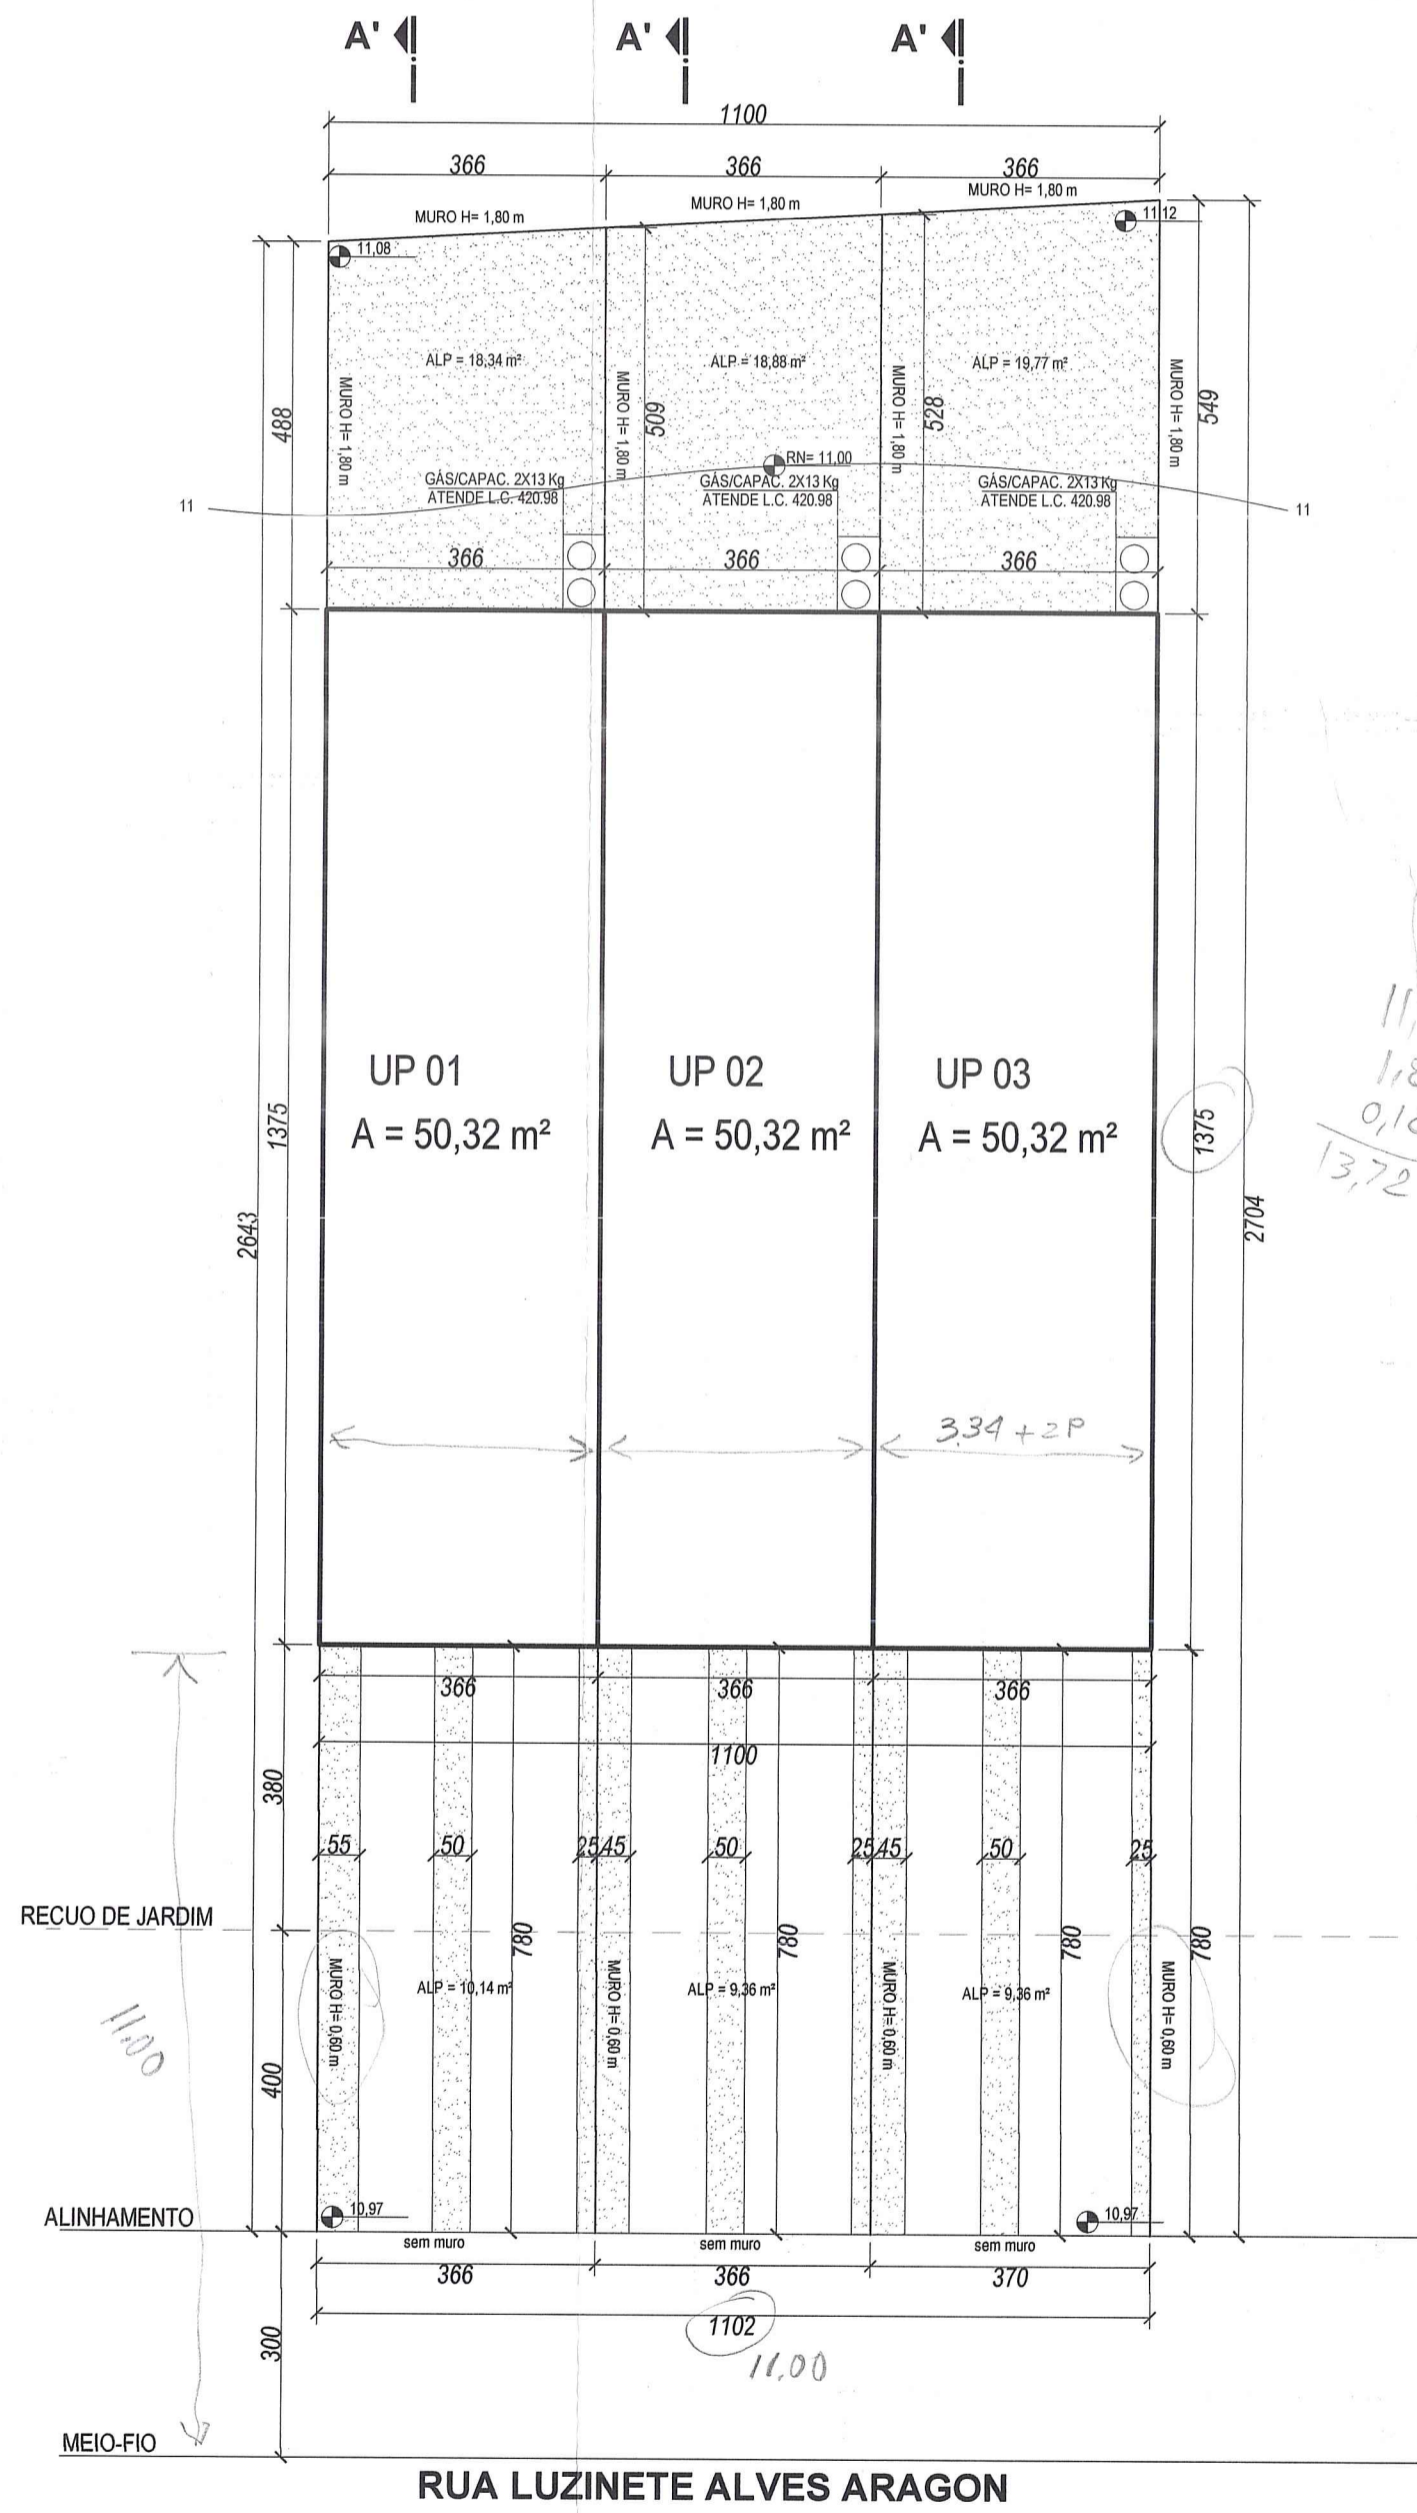 A' A' A'
1100
366 366 366
MURO H= 1,80 m MURO H= 1,80 m MURO H= 1,80 m
11,08 11,12
ALP = 18,34 m² ALP = 18,88 m² ALP = 19,77 m²
MURO H= 1,80 m MURO H= 1,80 m MURO H= 1,80 m MURO H= 1,80 m
488 509 528 549
RN= 11,00
GÁS/CAPAC. 2X13 Kg GÁS/CAPAC. 2X13 Kg GÁS/CAPAC. 2X13 Kg
ATENDE L.C. 420.98 ATENDE L.C. 420.98 ATENDE L.C. 420.98
11 11
366 366 366
UP 01 UP 02 UP 03
A = 50,32 m² A = 50,32 m² A = 50,32 m²
1375 1375
2643 2704
0,10
13,72
3.34 + 2P
366 366 366
1100
380
55 50 25 45 50 25 45 50 25
RECUO DE JARDIM
780 780 780 780
ALP = 10,14 m² ALP = 9,36 m² ALP = 9,36 m²
MURO H= 0,60 m MURO H= 0,60 m MURO H= 0,60 m MURO H= 0,60 m
11.00
400
10,97 10,97
ALINHAMENTO
sem muro sem muro sem muro
366 366 370
1102
11.00
300
MEIO-FIO
RUA LUZINETE ALVES ARAGON